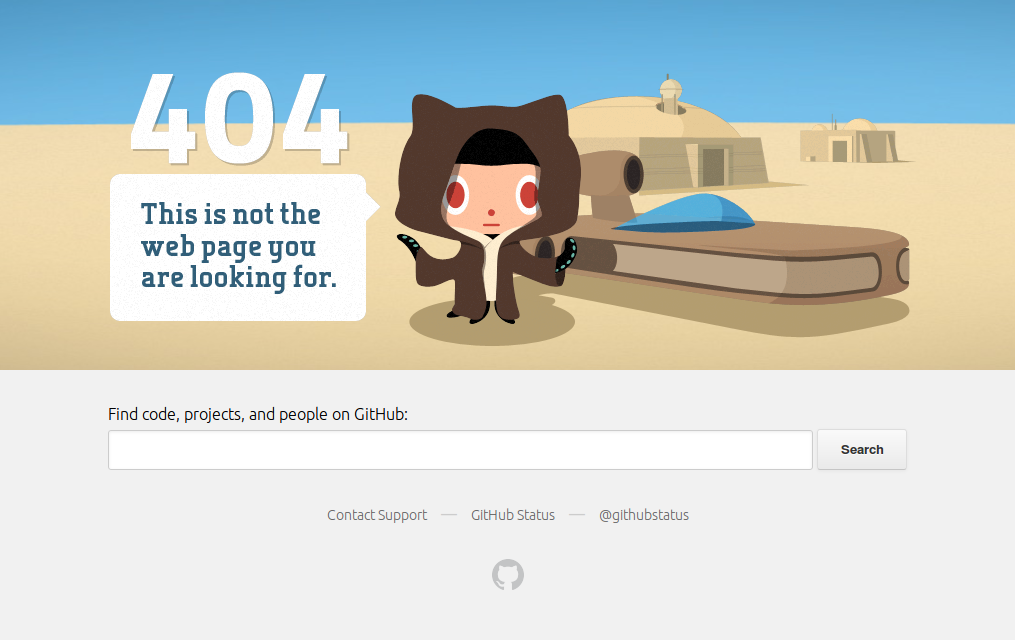 404
This is not the
web page you
are looking for.
Find code, projects, and people on GitHub:
Search
Contact Support — GitHub Status — @githubstatus